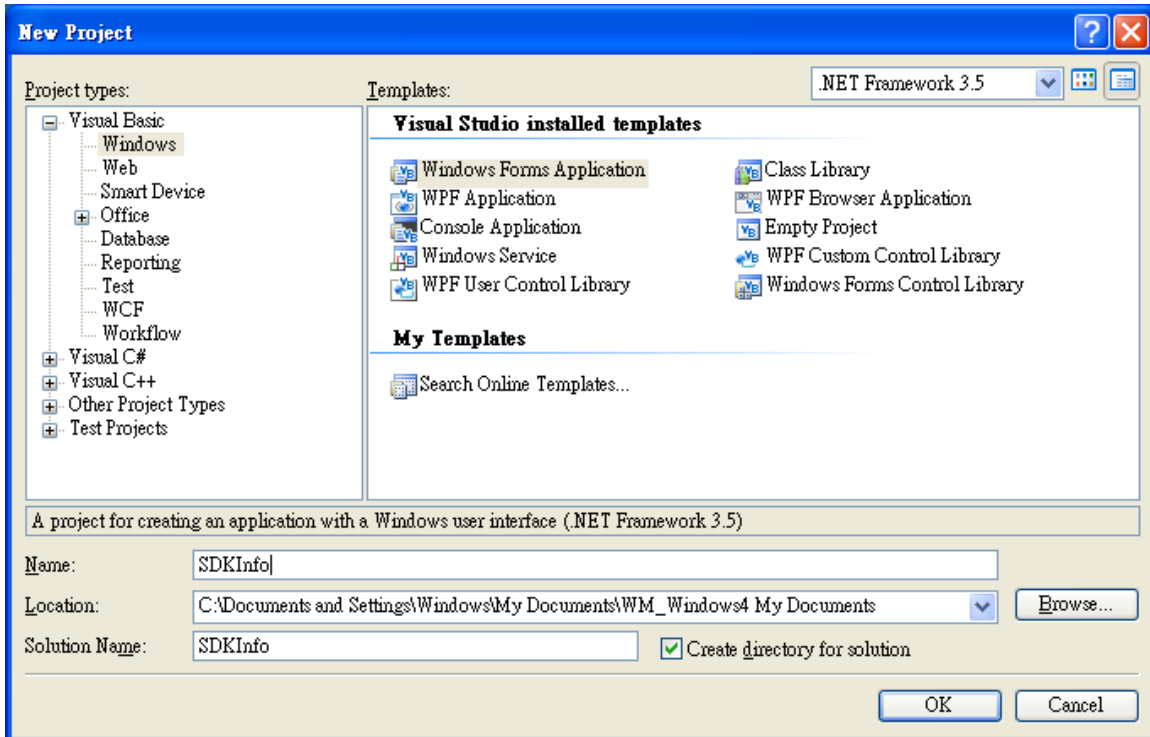 New Project
Project types:
Templates:
.NET Framework 3.5
Visual Basic
Windows
Web
Smart Device
Office
Database
Reporting
Test
WCF
Workflow
Visual C#
Visual C++
Other Project Types
Test Projects
Visual Studio installed templates
Windows Forms Application
Class Library
WPF Application
WPF Browser Application
Console Application
Empty Project
Windows Service
WPF Custom Control Library
WPF User Control Library
Windows Forms Control Library
My Templates
Search Online Templates...
A project for creating an application with a Windows user interface (.NET Framework 3.5)
Name:
SDKInfo
Location:
C:\Documents and Settings\Windows\My Documents\WM_Windows4 My Documents
Browse...
Solution Name:
SDKInfo
Create directory for solution
OK
Cancel